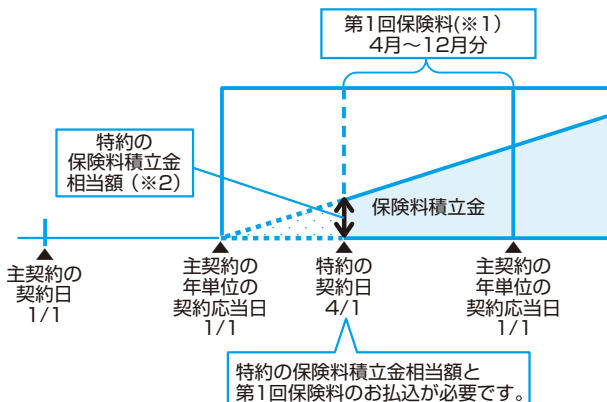 第1回保険料(※1)
4月～12月分
特約の
保険料積立金
相当額（※2）
保険料積立金
主契約の
契約日
1/1
主契約の
年単位の
契約応当日
1/1
特約の
契約日
4/1
主契約の
年単位の
契約応当日
1/1
特約の保険料積立金相当額と
第1回保険料のお払込が必要です。